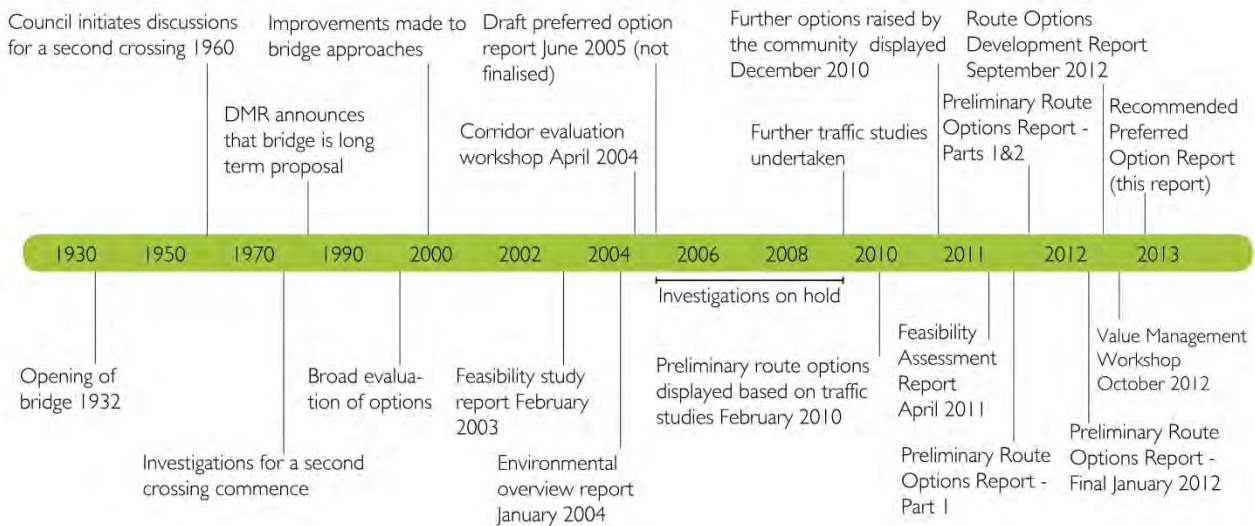 Council initiates discussions
for a second crossing 1960
Improvements made to
bridge approaches
Draft preferred option
report June 2005 (not
finalised)
Further options raised by
the community displayed
December 2010
Route Options
Development Report
September 2012
DMR announces
that bridge is long
term proposal
Corridor evaluation
workshop April 2004
Further traffic studies
undertaken
Preliminary Route
Options Report -
Parts 1&2
Recommended
Preferred
Option Report
(this report)
1930 1950 1970 1990 2000 2002 2004 2006 2008 2010 2011 2012 2013
Investigations on hold
Opening of
bridge 1932
Investigations for a second
crossing commence
Broad evalua-
tion of options
Feasibility study
report February
2003
Environmental
overview report
January 2004
Preliminary route options
displayed based on traffic
studies February 2010
Feasibility
Assessment
Report
April 2011
Preliminary Route
Options Report -
Part 1
Value Management
Workshop
October 2012
Preliminary Route
Options Report -
Final January 2012